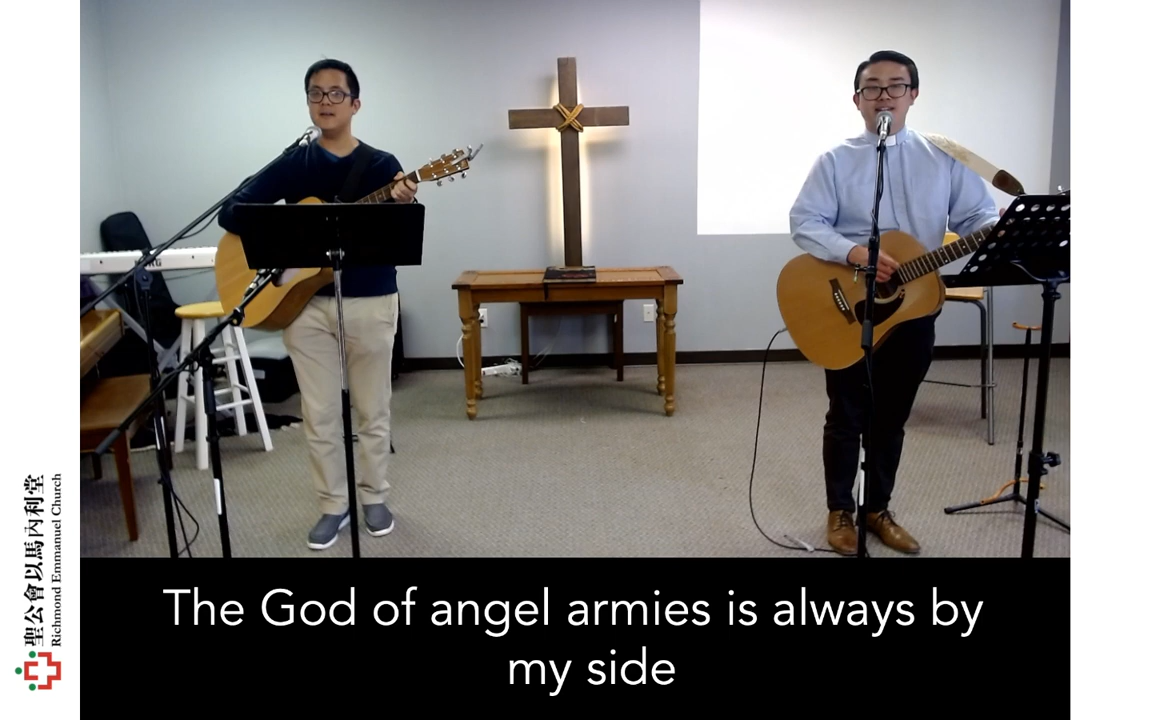 聖公會以馬內利堂
Richmond Emmanuel Church
The God of angel armies is always by
my side